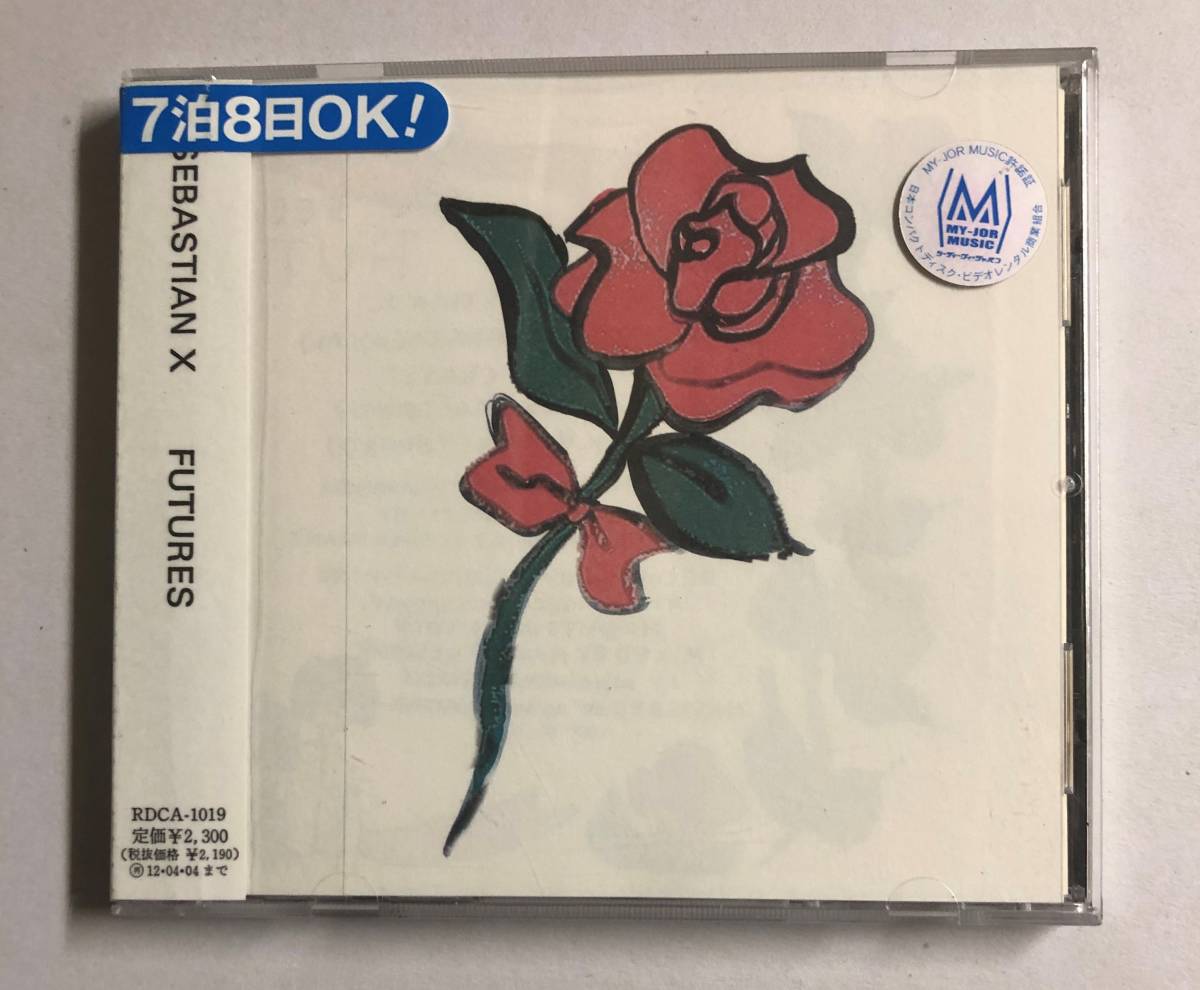 7泊8日OK!
SEBASTIAN X FUTURES
RDCA-1019
定価¥2,300
(税抜価格 ¥2,190)
12・04・04まで
MY-JOR MUSIC許諾証
M
MY-JOR
MUSIC
日本コンパクトディスク・ビデオレンタル商業組合